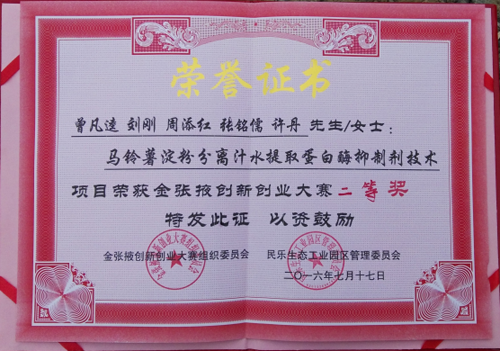 荣誉证书
曾凡逵 刘刚 周添红 张铭儒 许丹 先生/女士：
马铃薯淀粉分离汁水提取蛋白酶抑制剂技术
项目荣获金张掖创新创业大赛二等奖
特发此证 以资鼓励
金张掖创新创业大赛组织委员会 民乐生态工业园区管理委员会
二〇一六年七月十七日